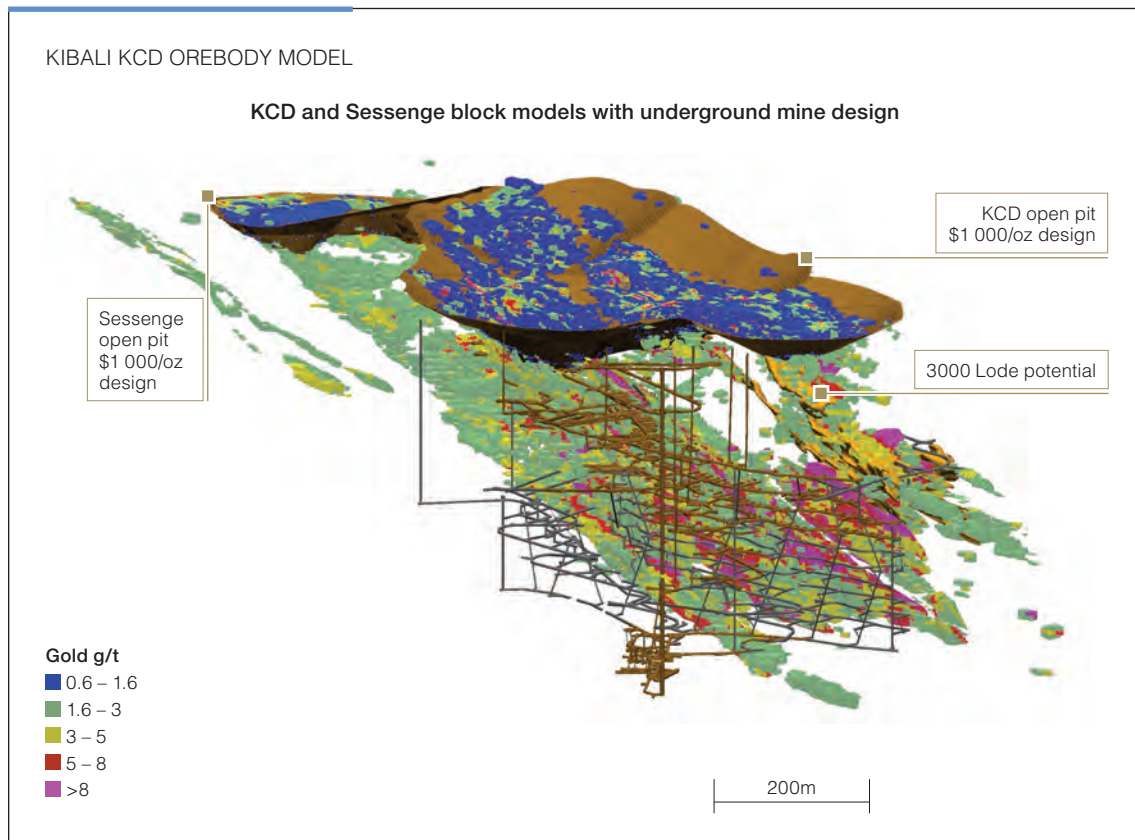 KIBALI KCD OREBODY MODEL
KCD and Sessenge block models with underground mine design
KCD open pit
$1 000/oz design
Sessenge
open pit
$1 000/oz
design
3000 Lode potential
Gold g/t
0.6 – 1.6
1.6 – 3
3 – 5
5 – 8
>8
200m